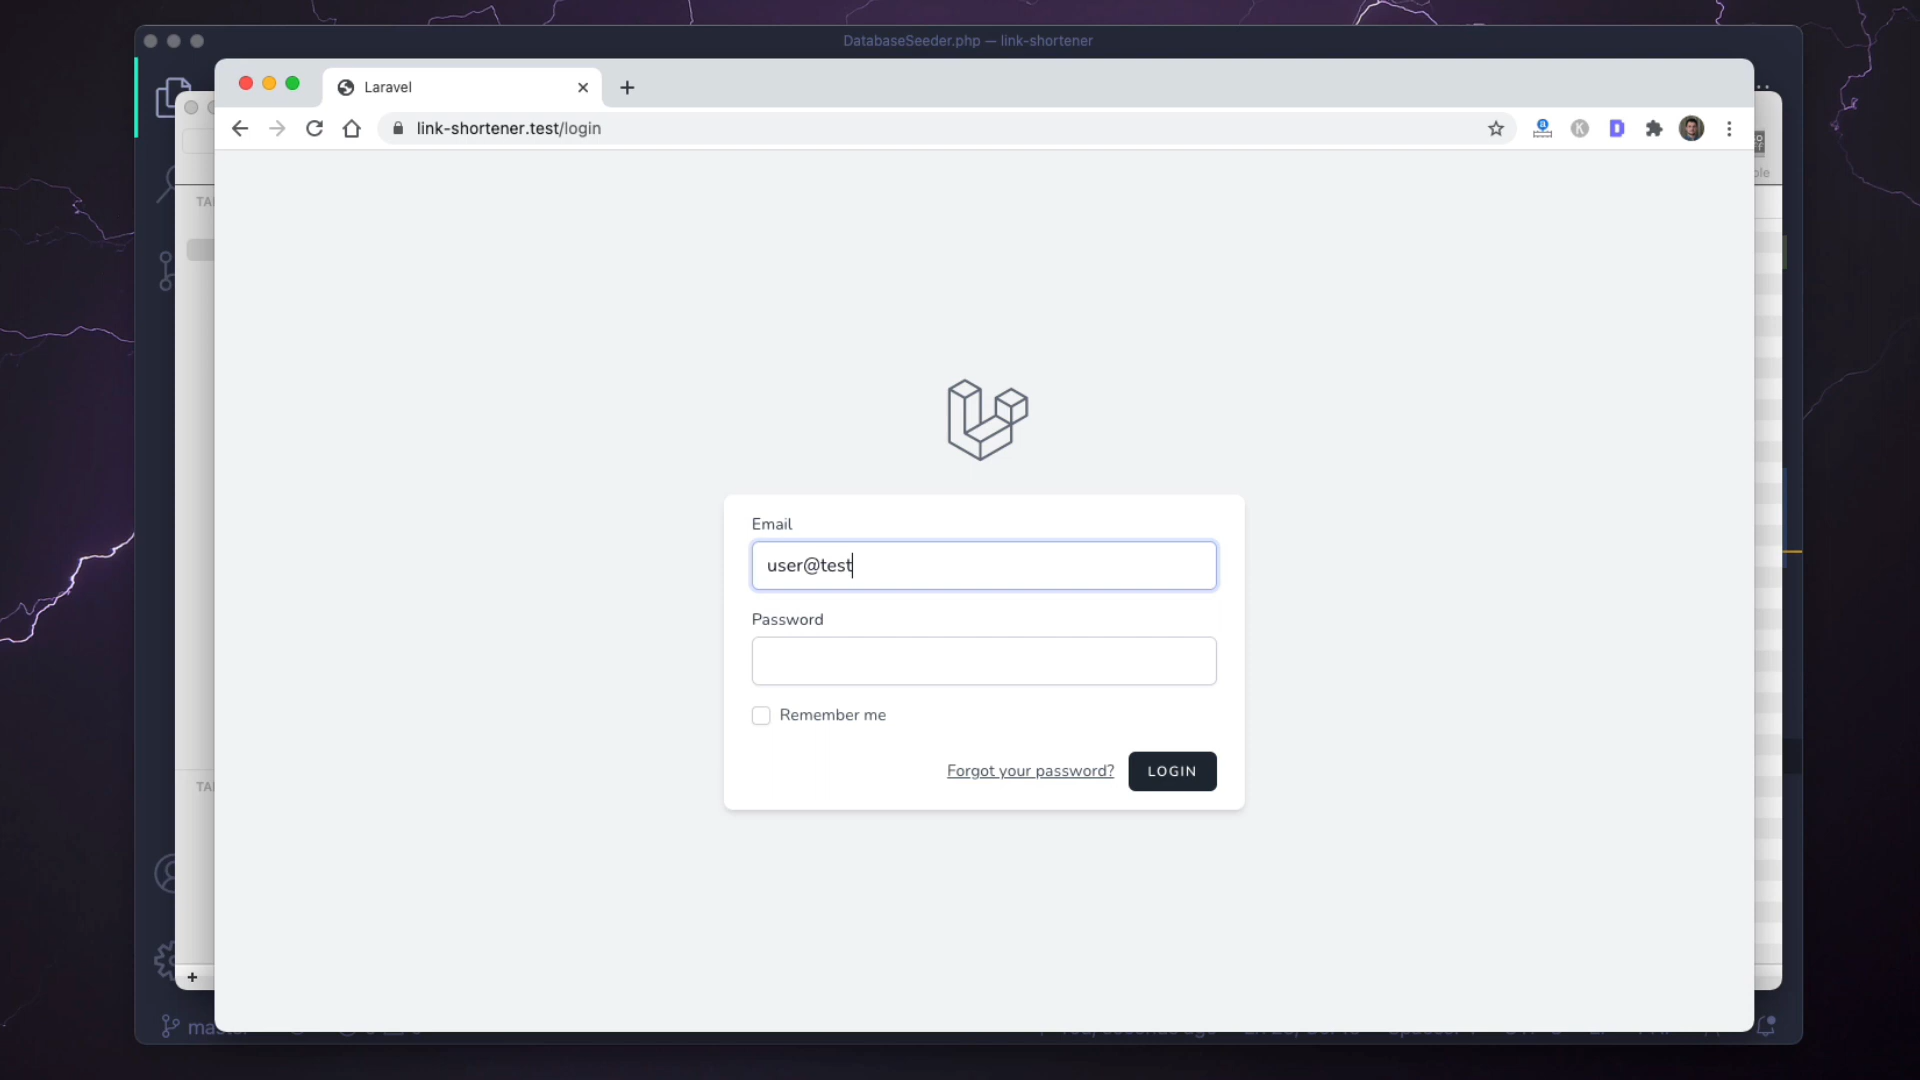 DatabaseSeeder.php — link-shortener
Laravel
link-shortener.test/login
Email
user@test
Password
Remember me
Forgot your password?
LOGIN